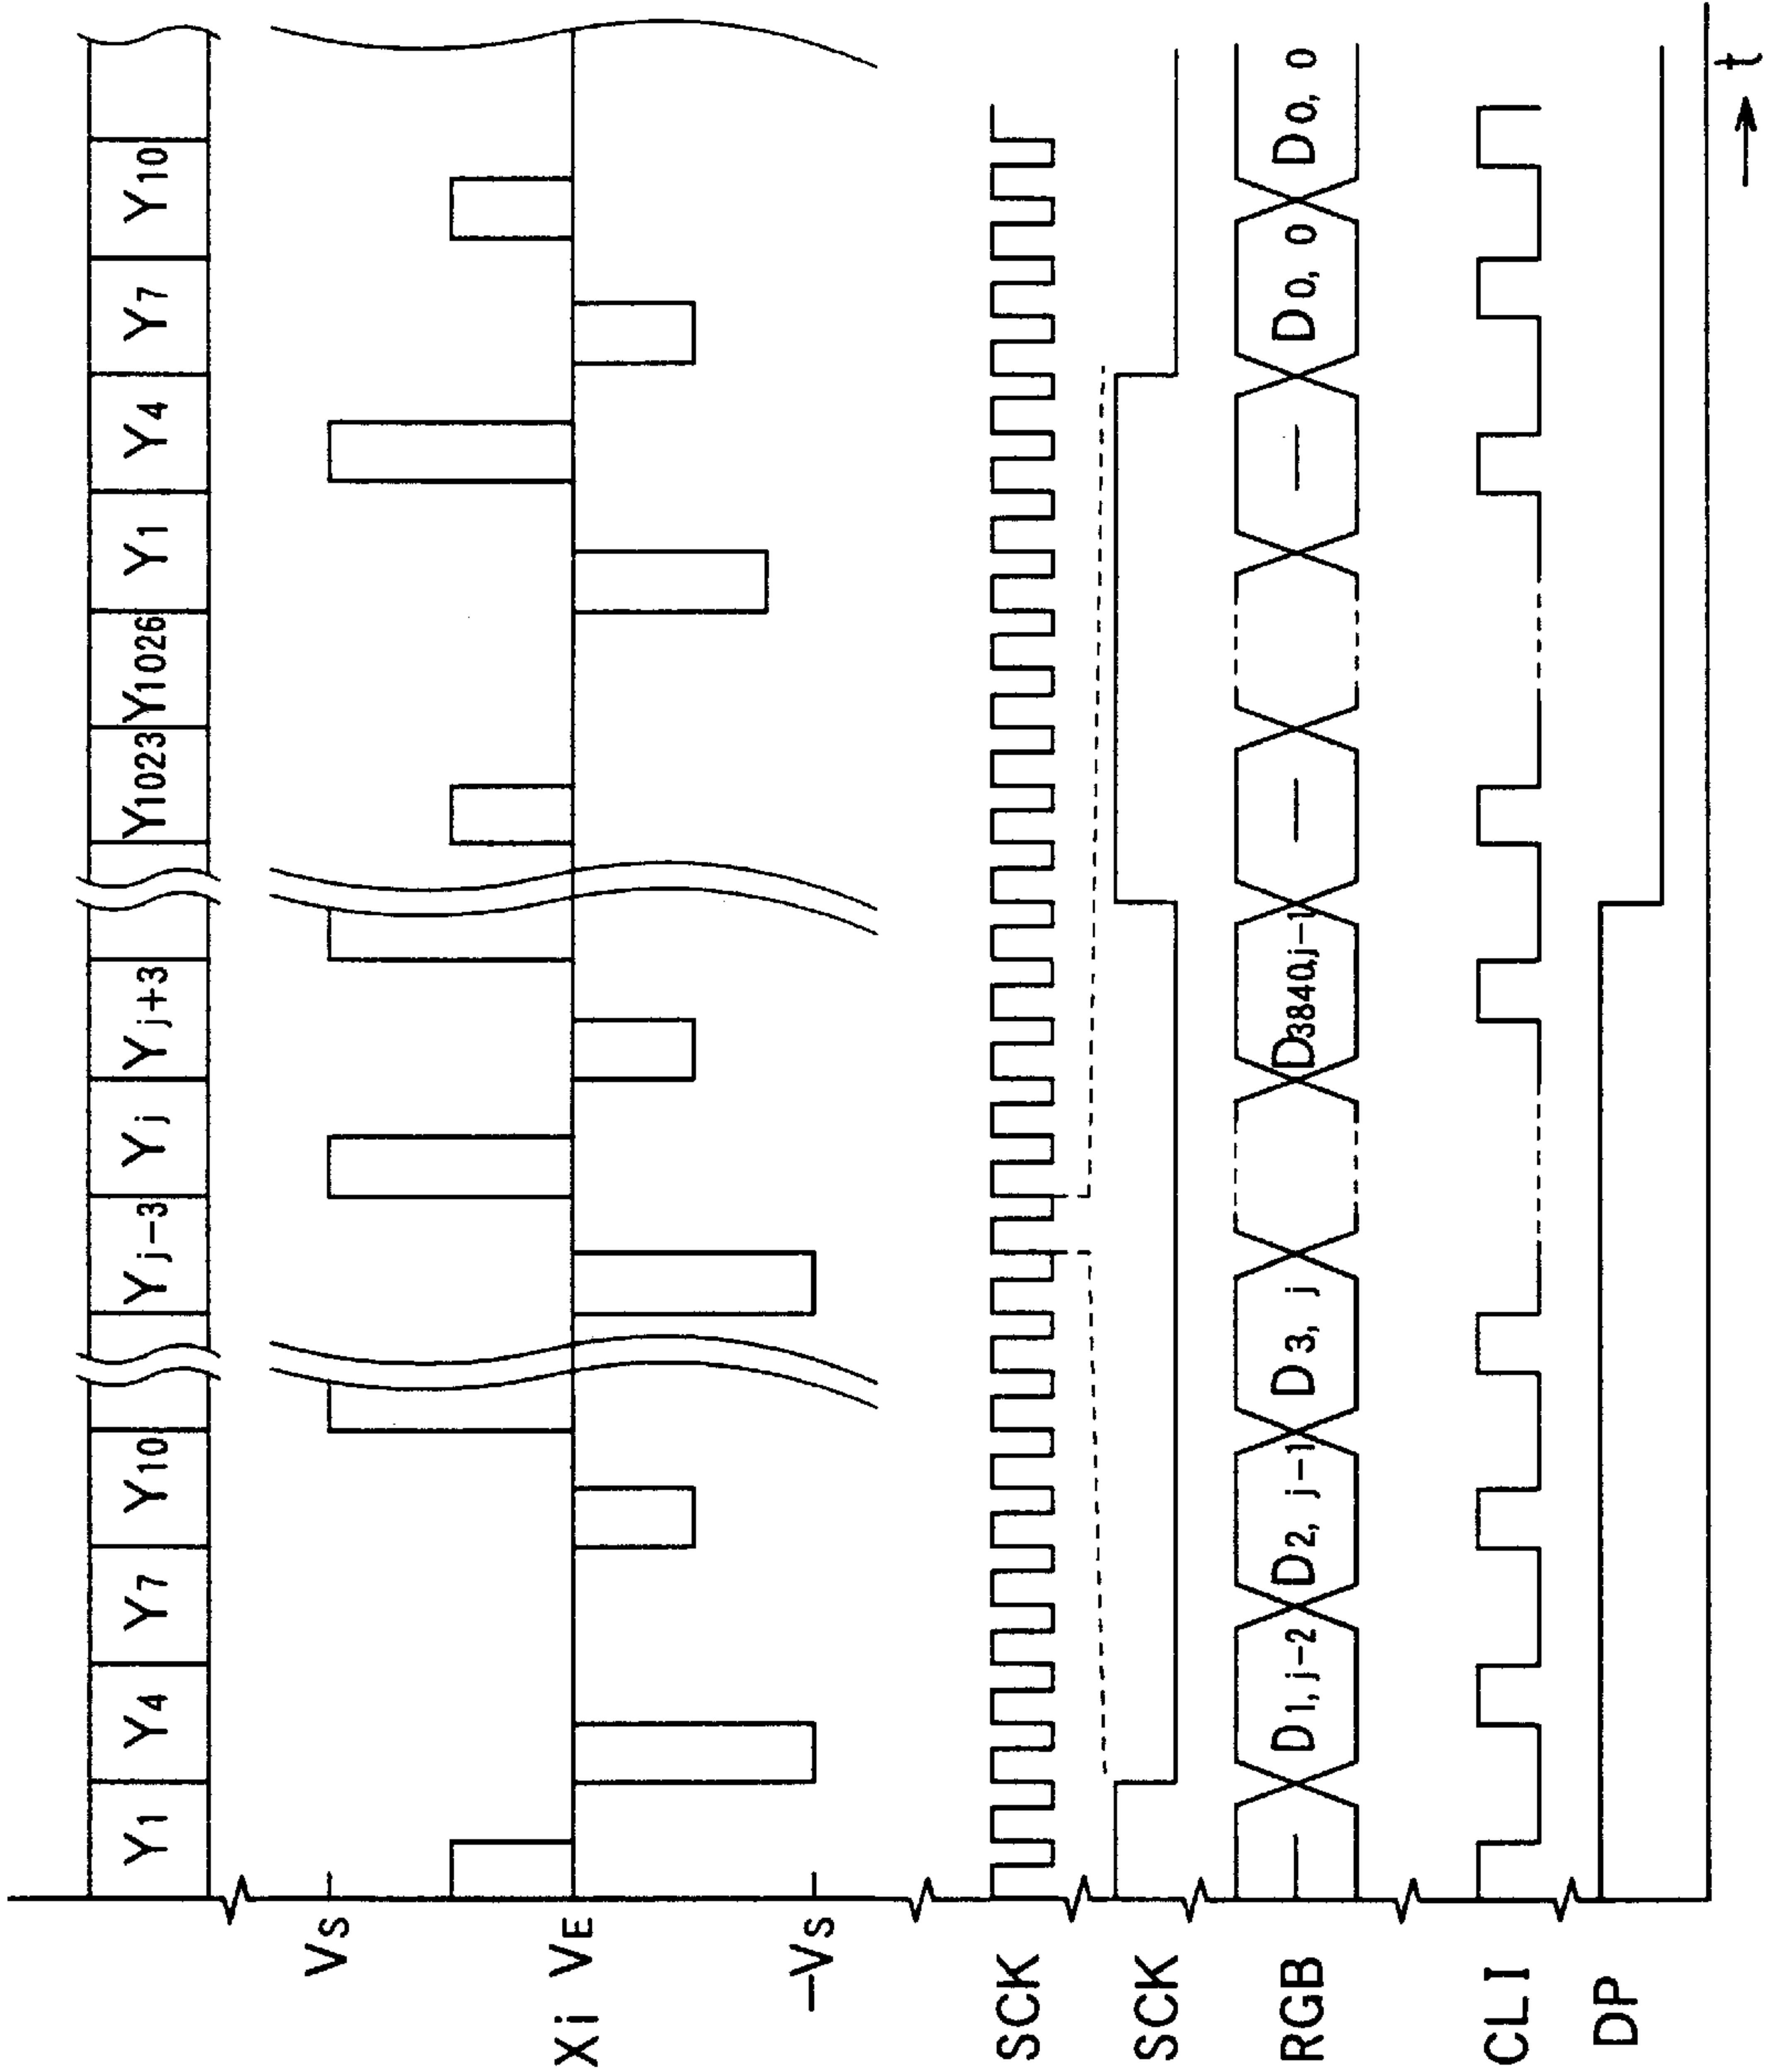 Y1 Y4 Y7 Y10 Yj-3 Yj Yj+3 Y1023 Y1026 Y1 Y4 Y7 Y10
VS
Xi VE
-VS
SCK
SCK
RGB — D1, j-2 D2, j-1 D3, j D3840,j-1 — — D0, 0 D0, 0
CLI
DP
t